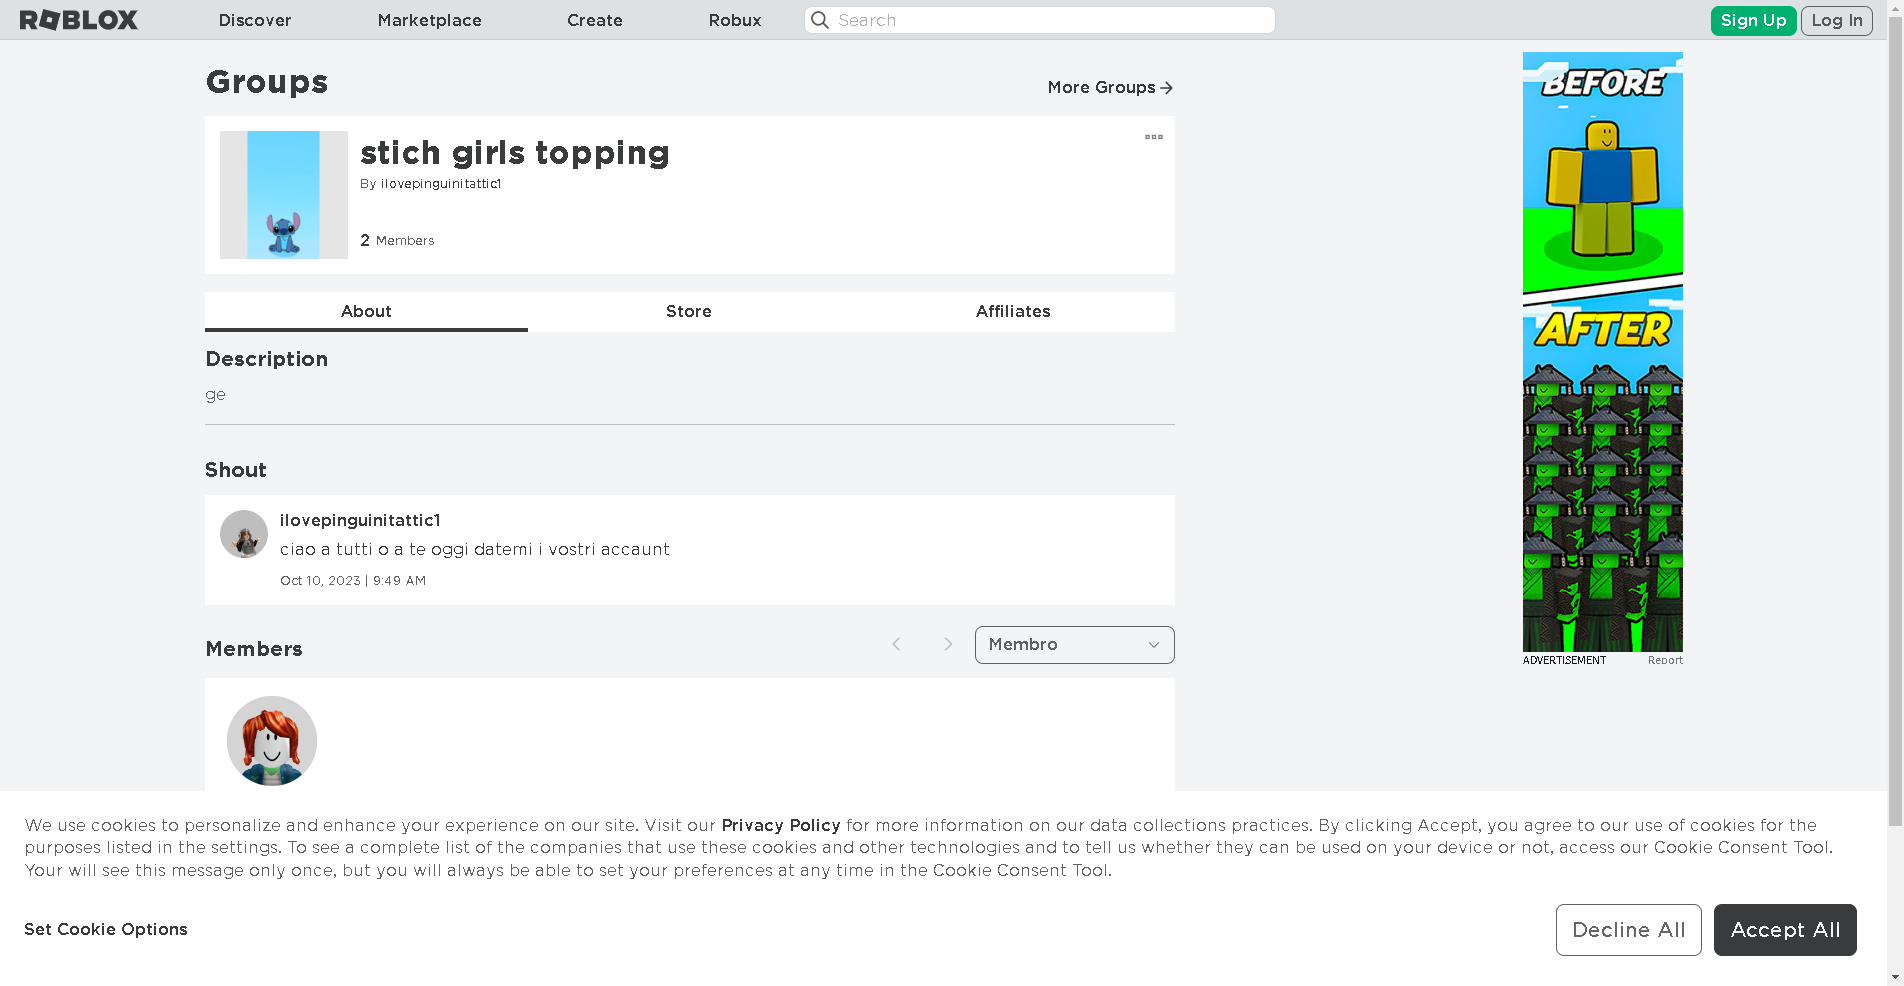 ROBLOX Discover Marketplace Create Robux Search Sign Up Log In
Groups
More Groups
stich girls topping
By ilovepinguinitattic1
2 Members
About Store Affiliates
Description
ge
Shout
ilovepinguinitattic1
ciao a tutti o a te oggi datemi i vostri accaunt
Oct 10, 2023 | 9:49 AM
Members
Membro
BEFORE
AFTER
ADVERTISEMENT Report
We use cookies to personalize and enhance your experience on our site. Visit our Privacy Policy for more information on our data collections practices. By clicking Accept, you agree to our use of cookies for the
purposes listed in the settings. To see a complete list of the companies that use these cookies and other technologies and to tell us whether they can be used on your device or not, access our Cookie Consent Tool.
Your will see this message only once, but you will always be able to set your preferences at any time in the Cookie Consent Tool.
Set Cookie Options
Decline All
Accept All